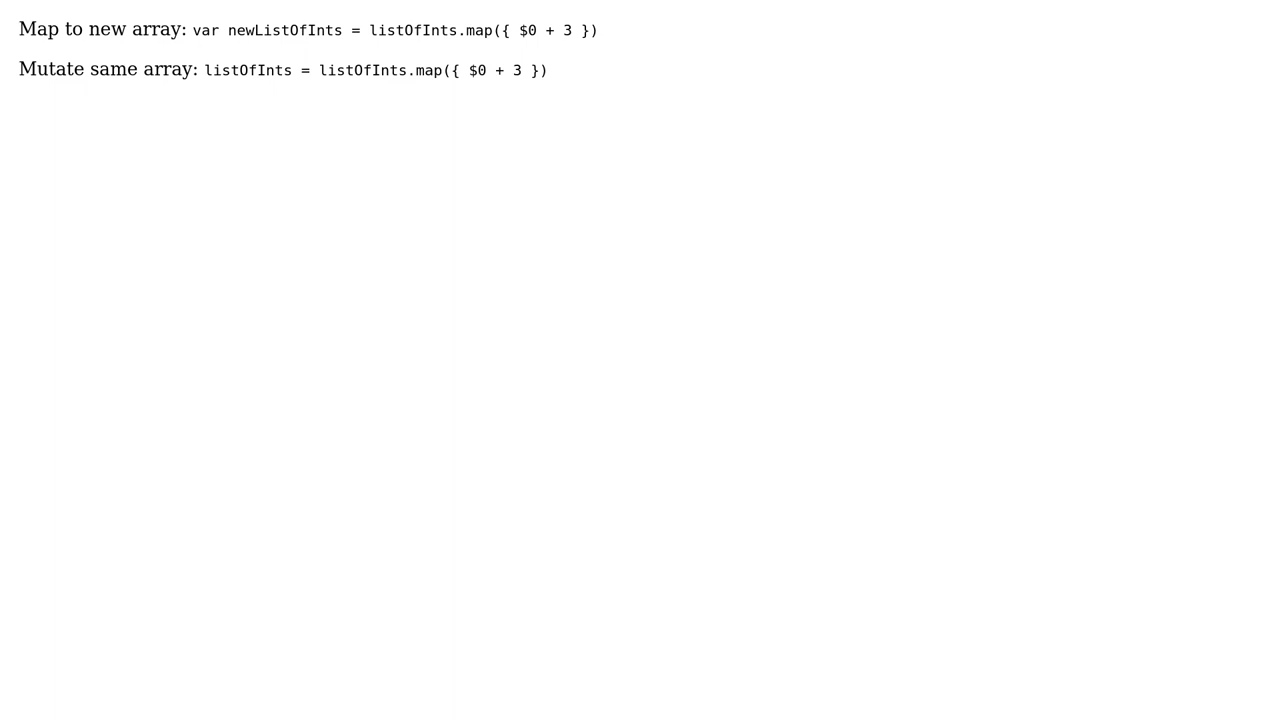 Map to new array: var newListOfInts = listOfInts.map({ $0 + 3 })
Mutate same array: listOfInts = listOfInts.map({ $0 + 3 })